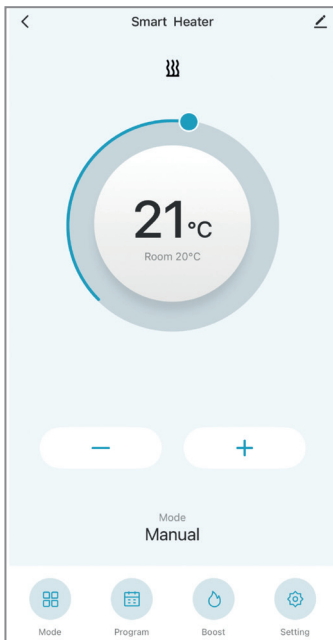 Smart Heater
21°C
Room 20°C
Mode
Manual
Mode Program Boost Setting